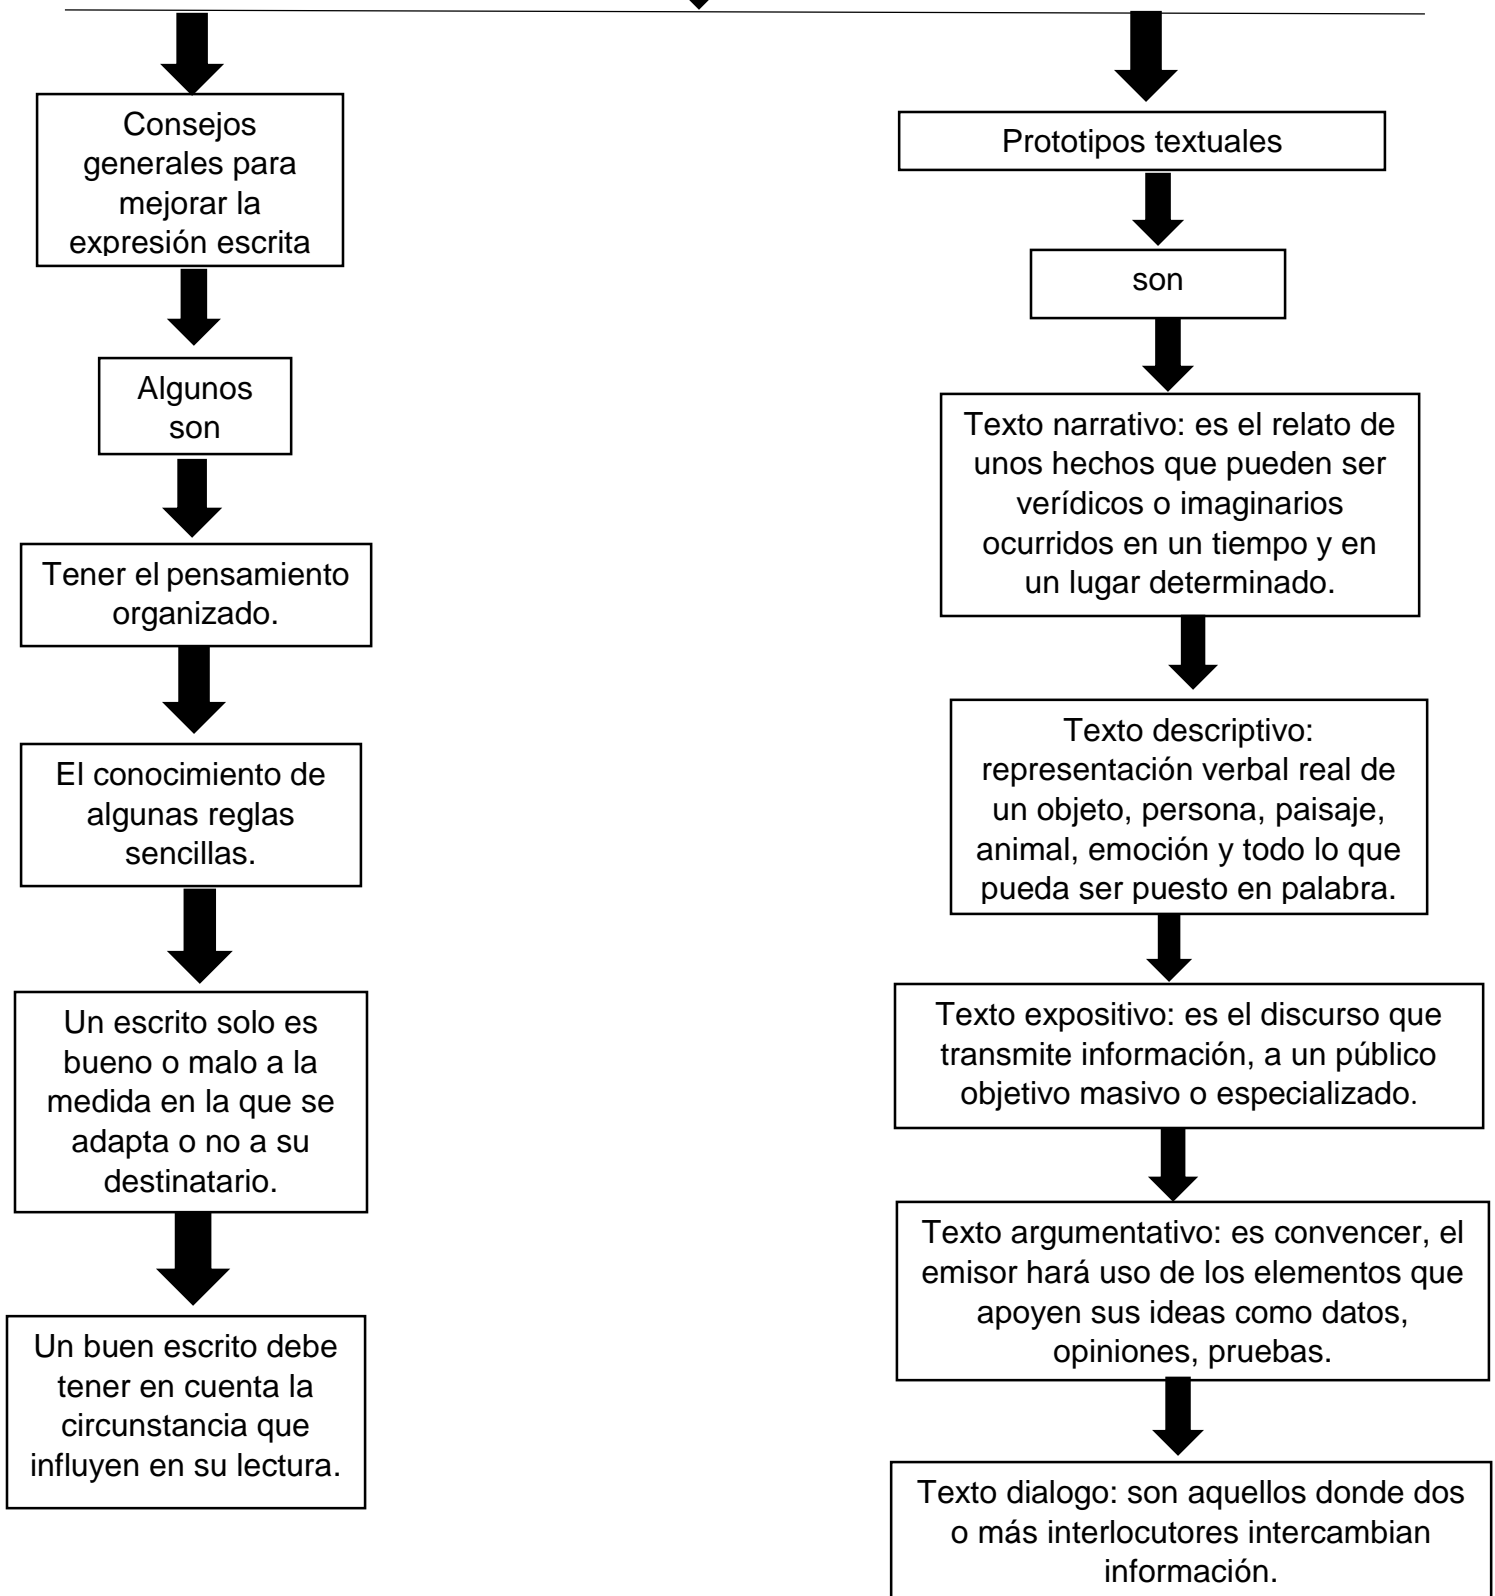 Consejos
generales para
mejorar la
expresión escrita
Algunos
son
Tener el pensamiento
organizado.
El conocimiento de
algunas reglas
sencillas.
Un escrito solo es
bueno o malo a la
medida en la que se
adapta o no a su
destinatario.
Un buen escrito debe
tener en cuenta la
circunstancia que
influyen en su lectura.
Prototipos textuales
son
Texto narrativo: es el relato de
unos hechos que pueden ser
verídicos o imaginarios
ocurridos en un tiempo y en
un lugar determinado.
Texto descriptivo:
representación verbal real de
un objeto, persona, paisaje,
animal, emoción y todo lo que
pueda ser puesto en palabra.
Texto expositivo: es el discurso que
transmite información, a un público
objetivo masivo o especializado.
Texto argumentativo: es convencer, el
emisor hará uso de los elementos que
apoyen sus ideas como datos,
opiniones, pruebas.
Texto dialogo: son aquellos donde dos
o más interlocutores intercambian
información.